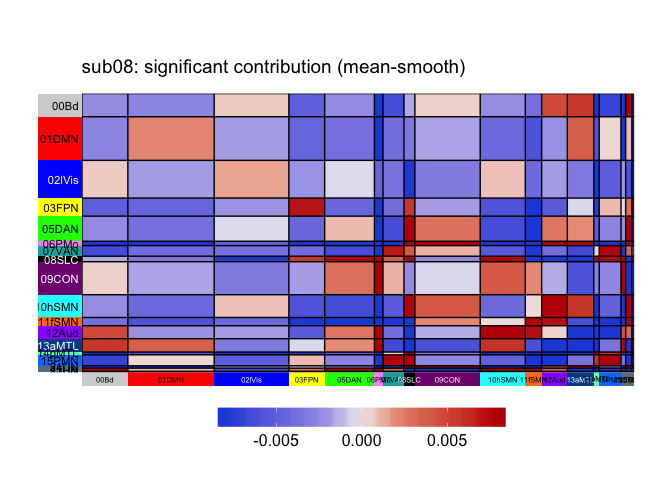 sub08: significant contribution (mean-smooth)
00Bd
01DMN
02lVis
03FPN
05DAN
06PMo
07VAN
08SLC
09CON
10hSMN
11fSMN
12Aud
13aMTL
15PMN
00Bd 01DMN 02lVis 03FPN 05DAN 08SLC 09CON 10hSMN 11fSMN 12Aud
-0.005 0.000 0.005